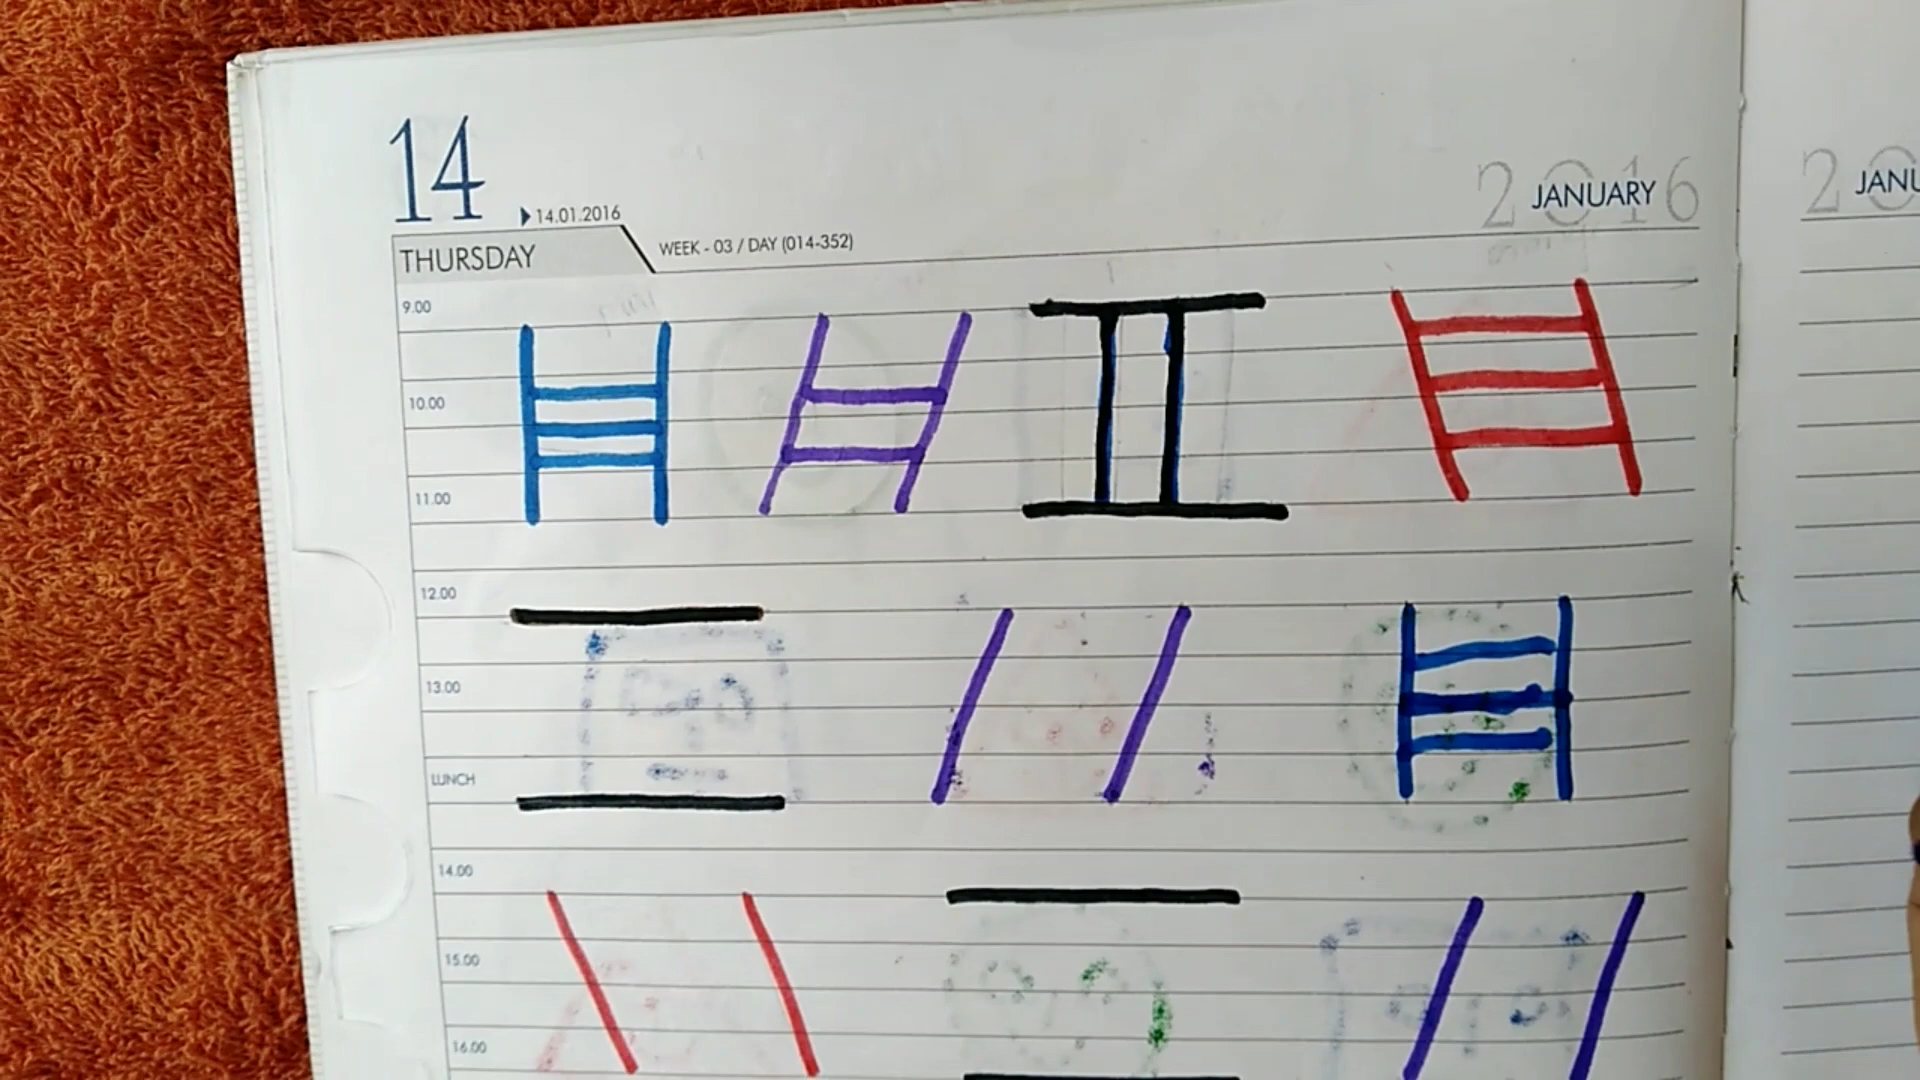 14
14.01.2016
2016 JANUARY
THURSDAY
WEEK - 03 / DAY (014-352)
9.00
10.00
11.00
12.00
13.00
LUNCH
14.00
15.00
16.00